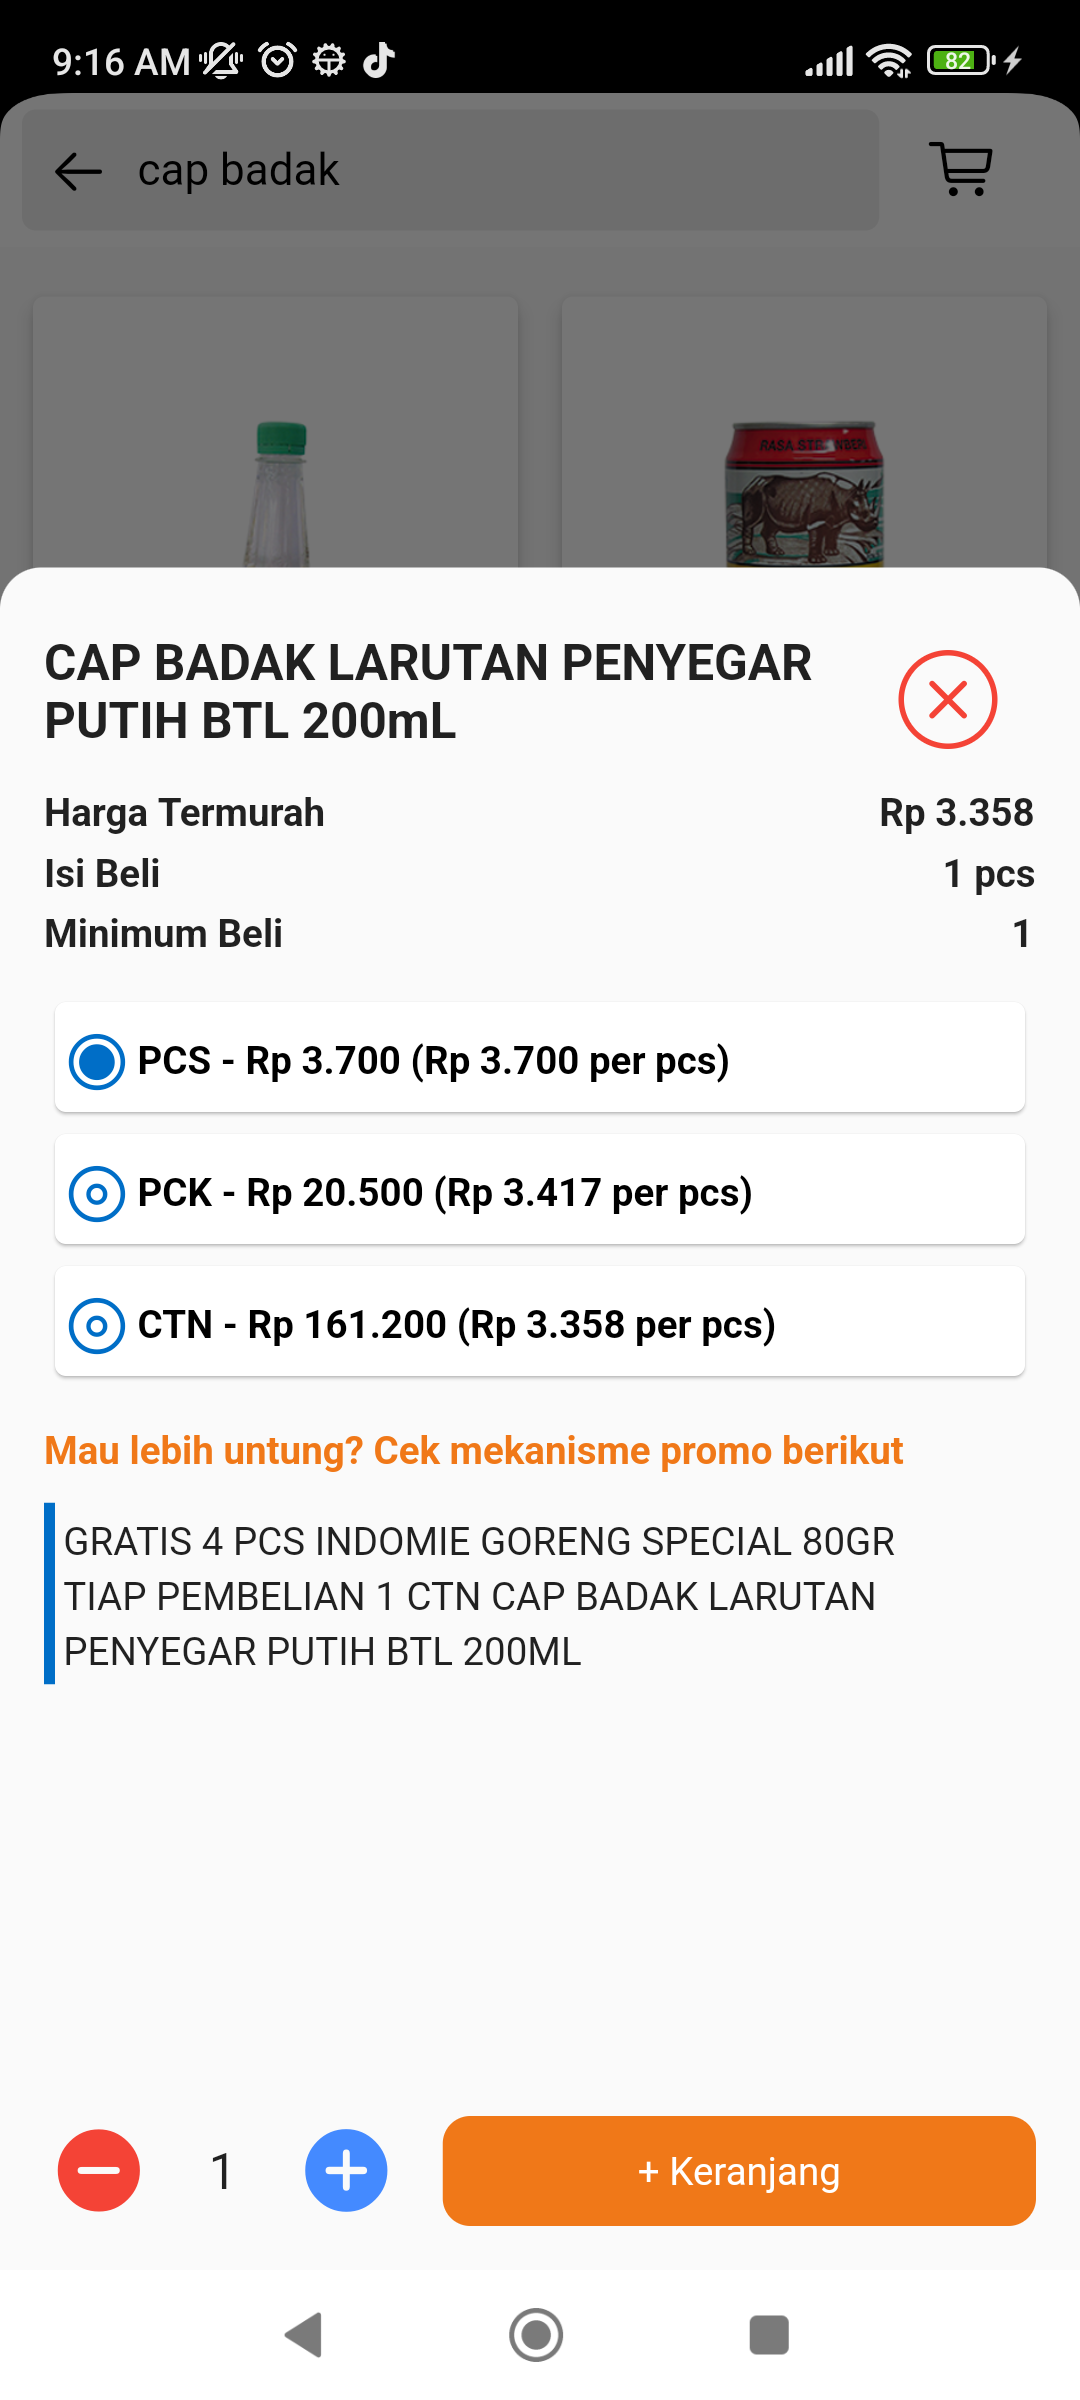 9:16 AM
82
cap badak
CAP BADAK LARUTAN PENYEGAR
PUTIH BTL 200mL
Harga Termurah Rp 3.358
Isi Beli 1 pcs
Minimum Beli 1
PCS - Rp 3.700 (Rp 3.700 per pcs)
PCK - Rp 20.500 (Rp 3.417 per pcs)
CTN - Rp 161.200 (Rp 3.358 per pcs)
Mau lebih untung? Cek mekanisme promo berikut
GRATIS 4 PCS INDOMIE GORENG SPECIAL 80GR
TIAP PEMBELIAN 1 CTN CAP BADAK LARUTAN
PENYEGAR PUTIH BTL 200ML
1
+ Keranjang